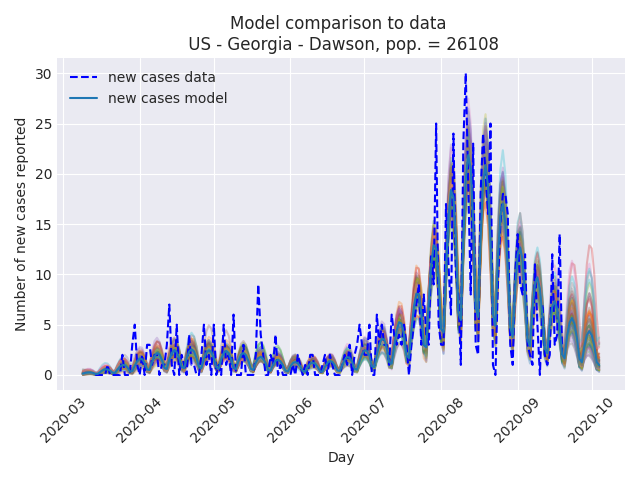 Model comparison to data
US - Georgia - Dawson, pop. = 26108
new cases data
new cases model
Number of new cases reported
30
25
20
15
10
5
0
2020-03
2020-04
2020-05
2020-06
2020-07
2020-08
2020-09
2020-10
Day